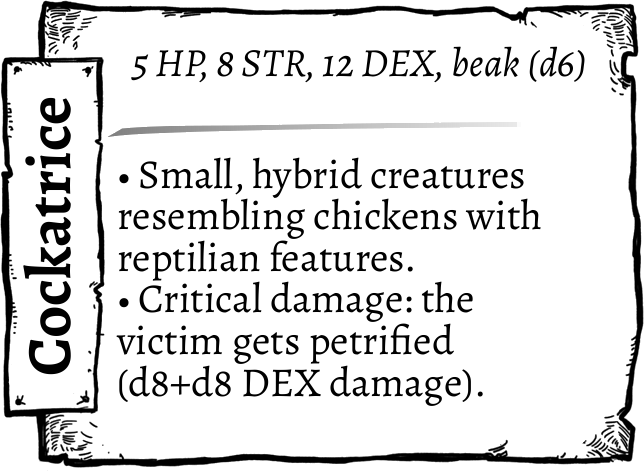 Cockatrice
5 HP, 8 STR, 12 DEX, beak (d6)
• Small, hybrid creatures
resembling chickens with
reptilian features.
• Critical damage: the
victim gets petrified
(d8+d8 DEX damage).